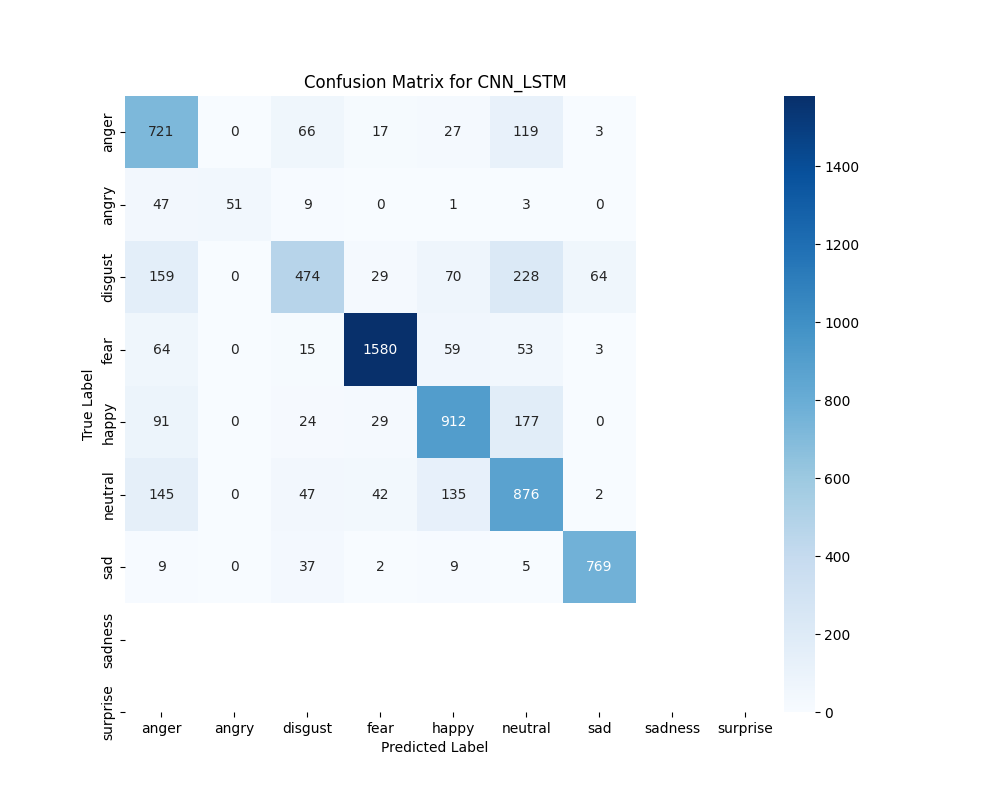 Confusion Matrix for CNN_LSTM
anger 721 0 66 17 27 119 3
angry 47 51 9 0 1 3 0
disgust 159 0 474 29 70 228 64
fear 64 0 15 1580 59 53 3
happy 91 0 24 29 912 177 0
neutral 145 0 47 42 135 876 2
sad 9 0 37 2 9 5 769
sadness
surprise
True Label
anger angry disgust fear happy neutral sad sadness surprise
Predicted Label
1400
1200
1000
800
600
400
200
0